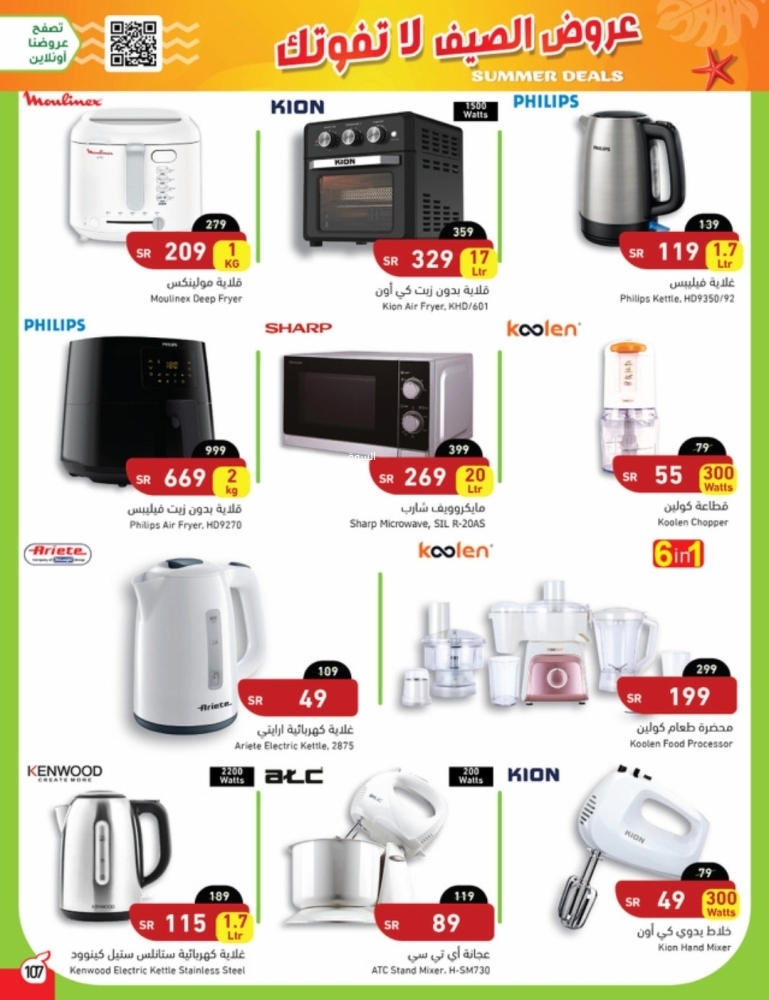 تصفح
عروضنا
أونلاين
عروض الصيف لا تفوتك
SUMMER DEALS
Moulinex
279
SR 209
1 KG
قلاية مولينكس
Moulinex Deep Fryer
KION
1500 Watts
KION
359
SR 329
17 Ltr
قلاية بدون زيت كي أون
Kion Air Fryer, KHD/601
PHILIPS
PHILIPS
139
SR 119
1.7 Ltr
غلاية فيليبس
Philips Kettle, HD9350/92
PHILIPS
PHILIPS
999
SR 669
2 kg
قلاية بدون زيت فيليبس
Philips Air Fryer, HD9270
SHARP
399
SR 269
20 Ltr
مايكروويف شارب
Sharp Microwave, SIL R-20AS
koolen
79
SR 55
300 Watts
قطاعة كولين
Koolen Chopper
Ariete
Ariete
109
SR 49
غلاية كهربائية ارايتي
Ariete Electric Kettle, 2875
koolen
6in1
299
SR 199
محضرة طعام كولين
Koolen Food Processor
KENWOOD
CREATE MORE
2200 Watts
KENWOOD
189
SR 115
1.7 Ltr
غلاية كهربائية ستانلس ستيل كينوود
Kenwood Electric Kettle Stainless Steel
ATC
200 Watts
119
SR 89
عجانة أي تي سي
ATC Stand Mixer، H-SM730
KION
KION
79
SR 49
300 Watts
خلاط يدوي كي أون
Kion Hand Mixer
107